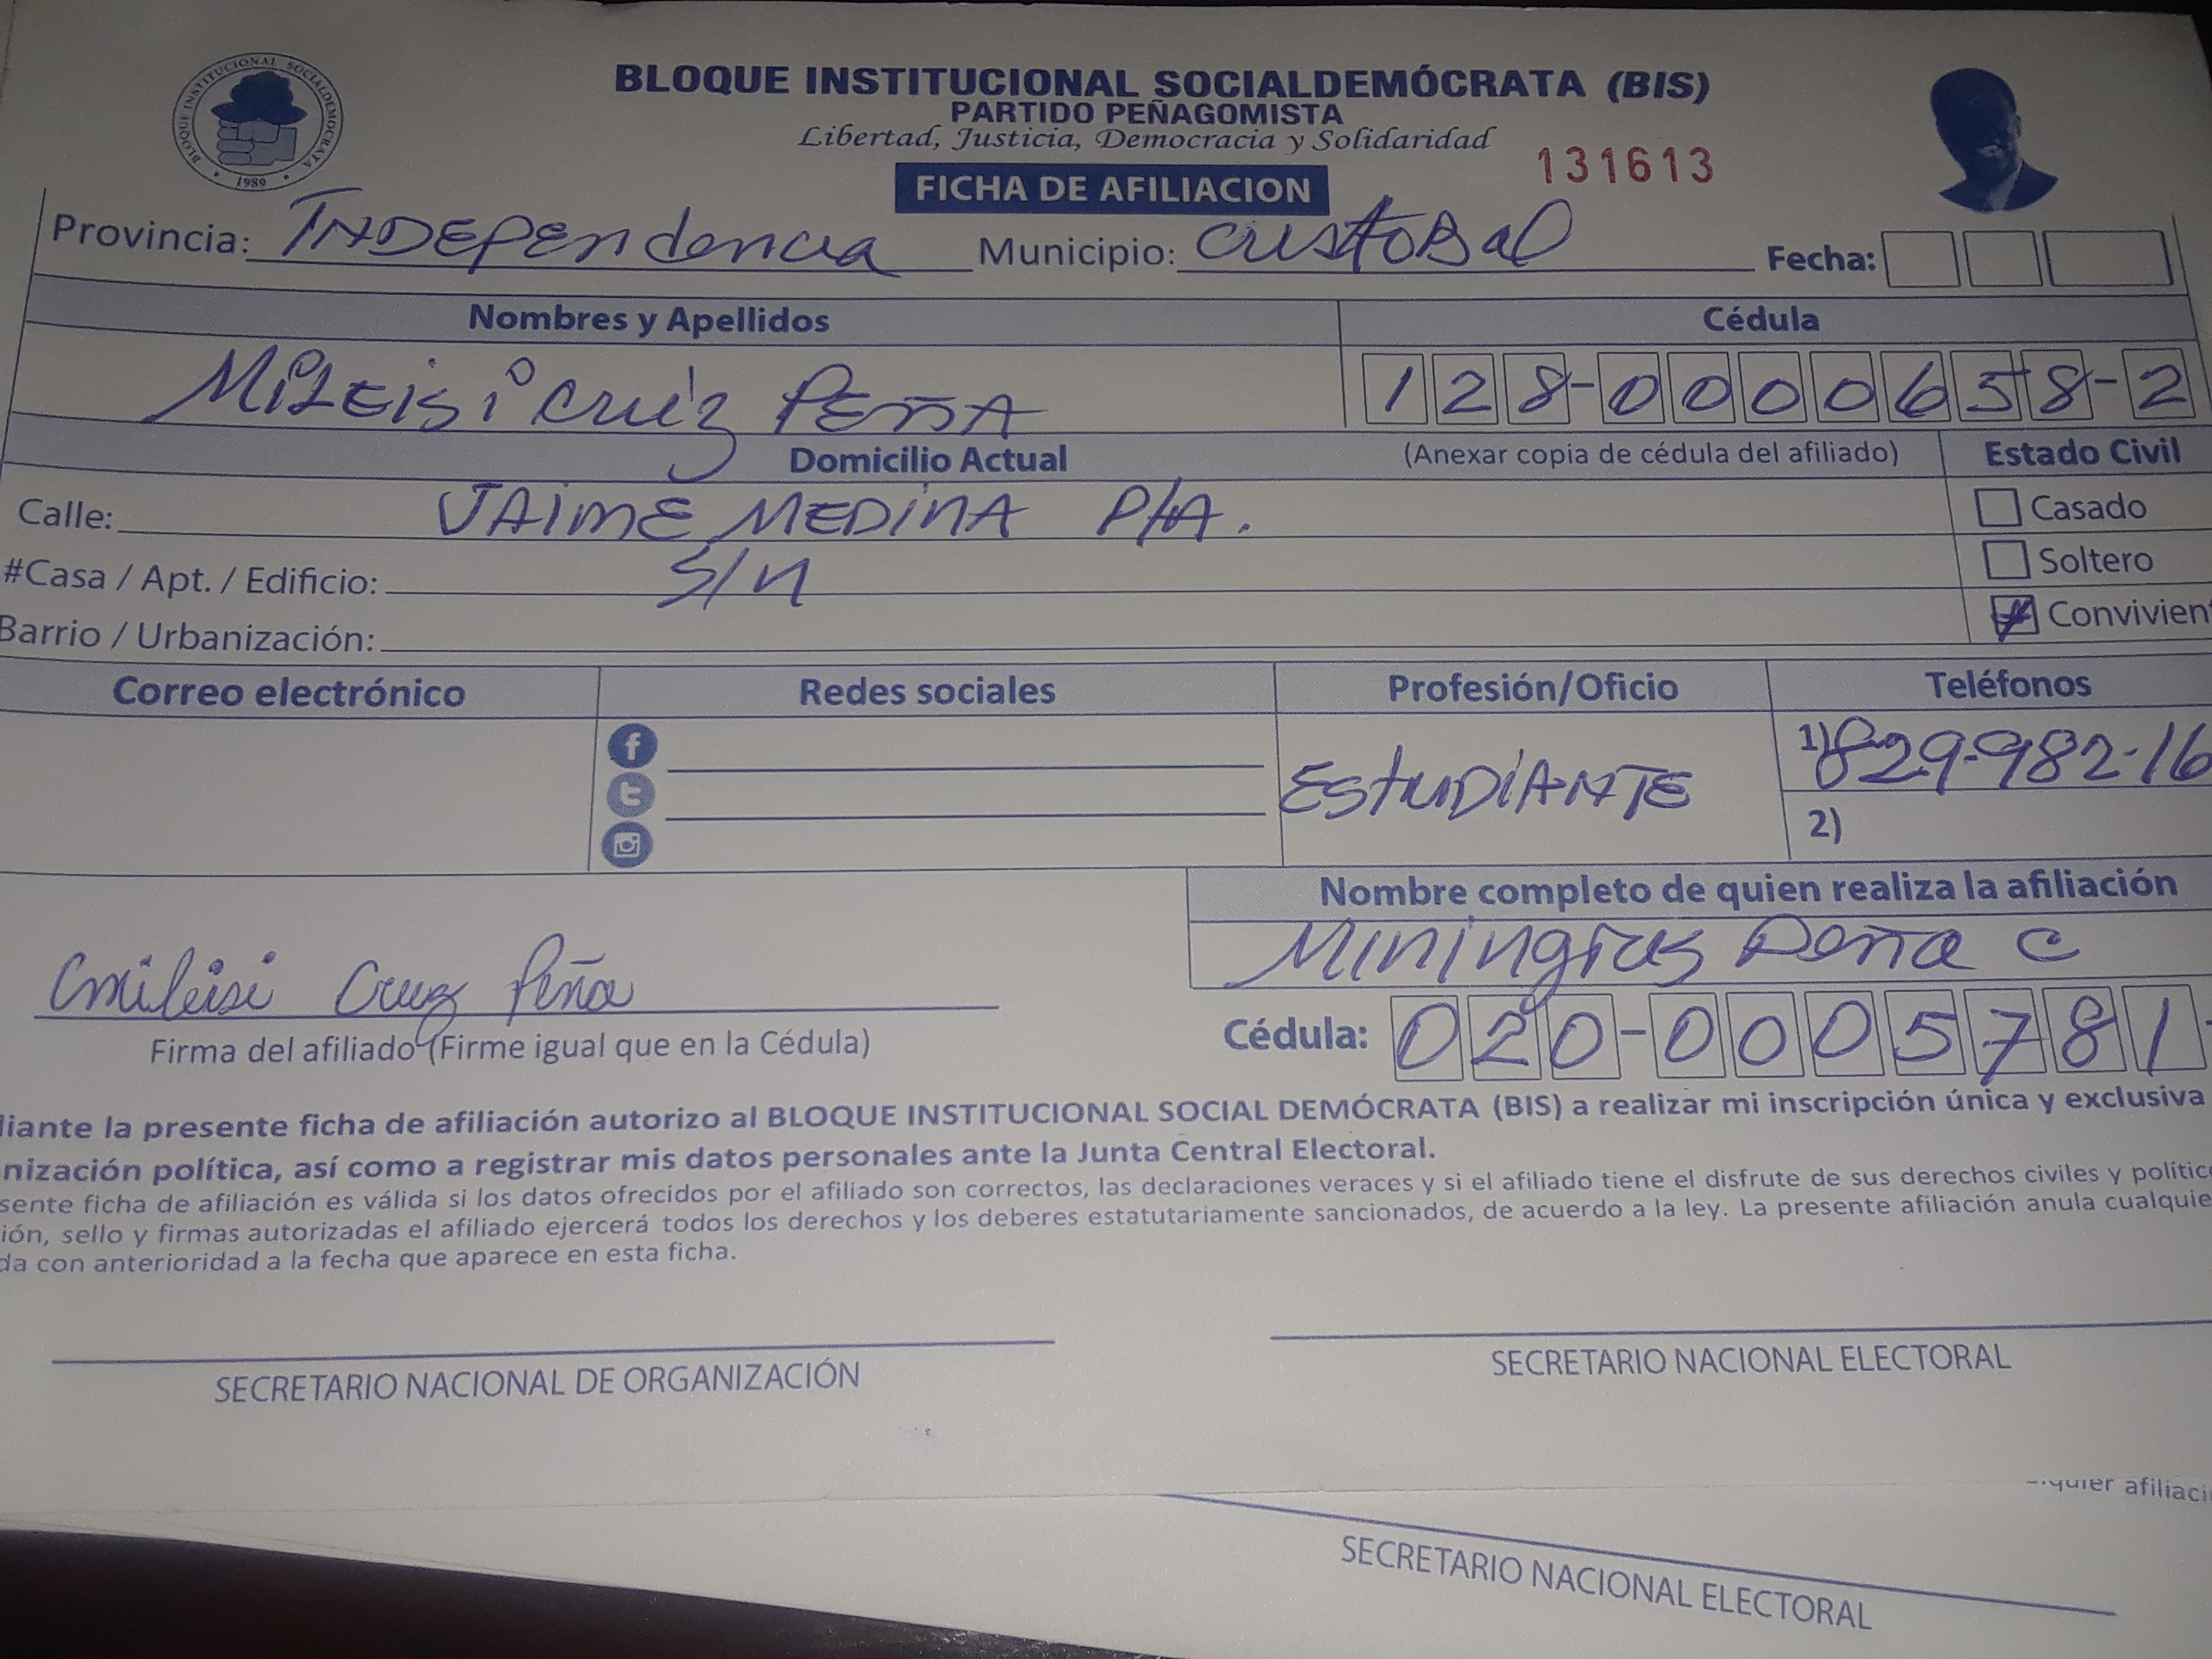 BLOQUE INSTITUCIONAL SOCIALDEMOCRATA
1989
BLOQUE INSTITUCIONAL SOCIALDEMÓCRATA (BIS)
PARTIDO PEÑAGOMISTA
Libertad, Justicia, Democracia y Solidaridad
131613
FICHA DE AFILIACION
Provincia: INDEPEndencia Municipio: CristoBal Fecha:
Nombres y Apellidos Cédula
MiLEisi Cruz PEÑA 128-0000658-2
Domicilio Actual (Anexar copia de cédula del afiliado) Estado Civil
Calle: JAIME MEDINA P/A. Casado
#Casa / Apt. / Edificio: S/N Soltero
Barrio / Urbanización: Convivien
Correo electrónico Redes sociales Profesión/Oficio Teléfonos
ESTUDIANTE 1) 829-982-16
2)
Nombre completo de quien realiza la afiliación
Peña C
Cruz Peña
Firma del afiliado (Firme igual que en la Cédula)
Cédula: 020-0005781
liante la presente ficha de afiliación autorizo al BLOQUE INSTITUCIONAL SOCIAL DEMÓCRATA (BIS) a realizar mi inscripción única y exclusiva
nización política, así como a registrar mis datos personales ante la Junta Central Electoral.
sente ficha de afiliación es válida si los datos ofrecidos por el afiliado son correctos, las declaraciones veraces y si el afiliado tiene el disfrute de sus derechos civiles y polític
ión, sello y firmas autorizadas el afiliado ejercerá todos los derechos y los deberes estatutariamente sancionados, de acuerdo a la ley. La presente afiliación anula cualquie
da con anterioridad a la fecha que aparece en esta ficha.
SECRETARIO NACIONAL DE ORGANIZACIÓN SECRETARIO NACIONAL ELECTORAL
quier afiliaci
SECRETARIO NACIONAL ELECTORAL